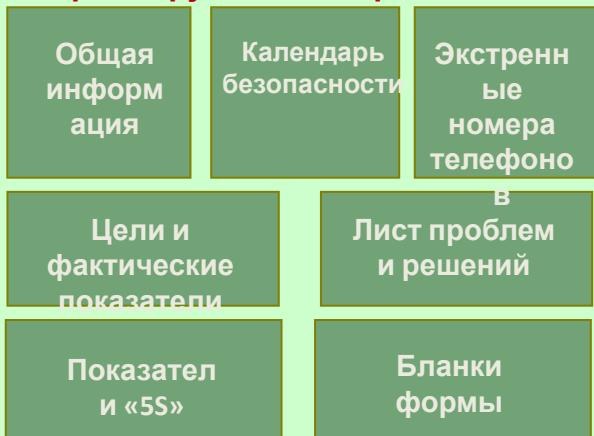 Общая
информ
ация
Календарь
безопасности
Экстренн
ые
номера
телефоно
в
Цели и
фактические
показатели
Лист проблем
и решений
Показател
и «5S»
Бланки
формы